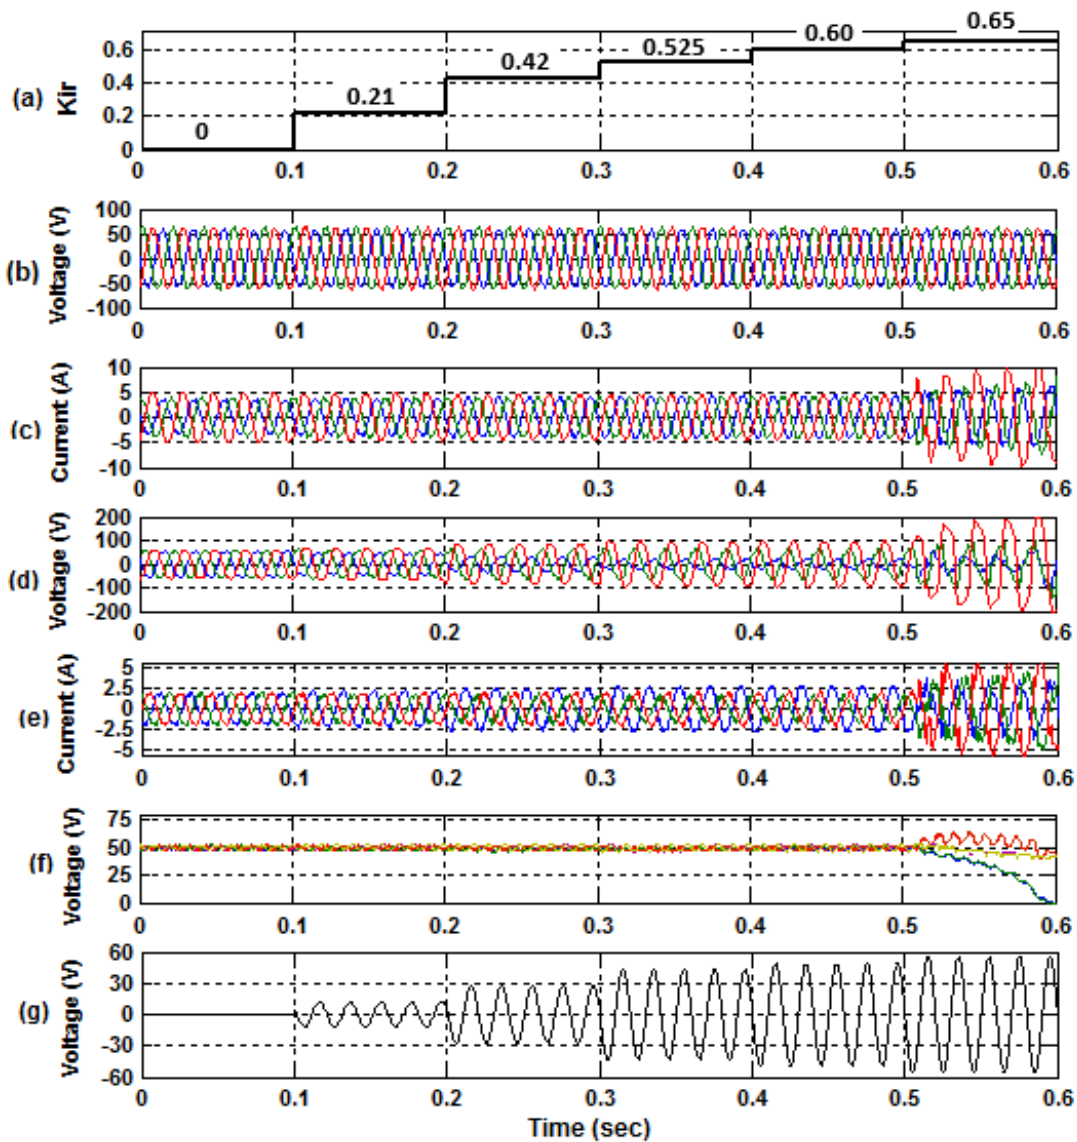 0.65
0.60
0.525
0.42
0.21
0
0.6
0.4
0.2
0
(a)
Kir
0 0.1 0.2 0.3 0.4 0.5 0.6
100
50
0
-50
-100
(b)
Voltage (V)
0 0.1 0.2 0.3 0.4 0.5 0.6
10
5
0
-5
-10
(c)
Current (A)
0 0.1 0.2 0.3 0.4 0.5 0.6
200
100
0
-100
-200
(d)
Voltage (V)
0 0.1 0.2 0.3 0.4 0.5 0.6
5
2.5
0
-2.5
-5
(e)
Current (A)
0 0.1 0.2 0.3 0.4 0.5 0.6
75
50
25
0
(f)
Voltage (V)
0 0.1 0.2 0.3 0.4 0.5 0.6
60
30
0
-30
-60
(g)
Voltage (V)
0 0.1 0.2 0.3 0.4 0.5 0.6
Time (sec)